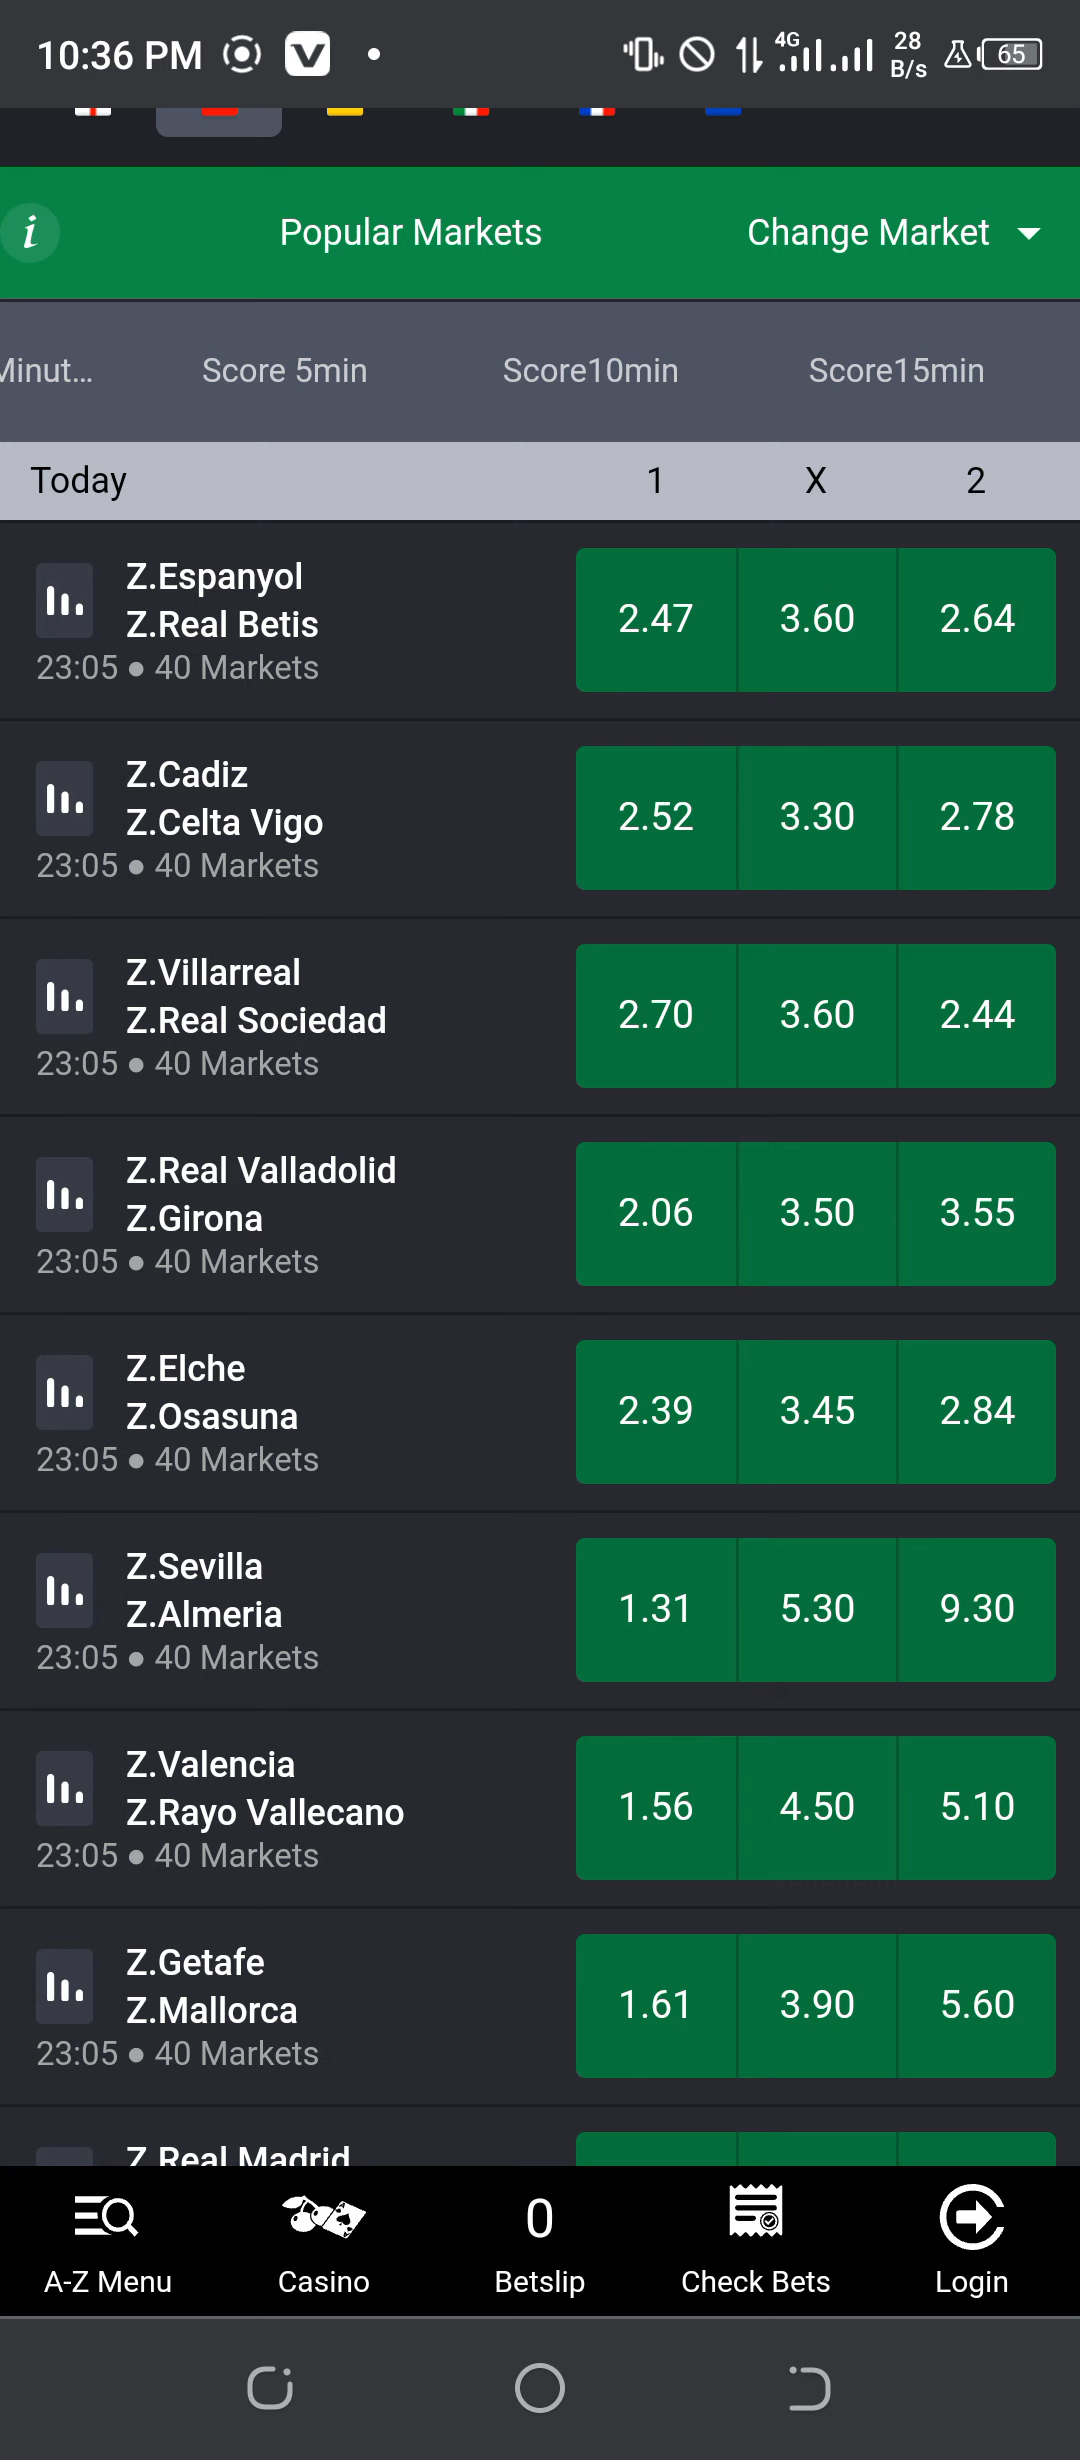 10:36 PM
4G
28
B/s
65
i
Popular Markets
Change Market
Minut...
Score 5min
Score10min
Score15min
Today
1
X
2
Z.Espanyol
Z.Real Betis
23:05 ● 40 Markets
2.47
3.60
2.64
Z.Cadiz
Z.Celta Vigo
23:05 ● 40 Markets
2.52
3.30
2.78
Z.Villarreal
Z.Real Sociedad
23:05 ● 40 Markets
2.70
3.60
2.44
Z.Real Valladolid
Z.Girona
23:05 ● 40 Markets
2.06
3.50
3.55
Z.Elche
Z.Osasuna
23:05 ● 40 Markets
2.39
3.45
2.84
Z.Sevilla
Z.Almeria
23:05 ● 40 Markets
1.31
5.30
9.30
Z.Valencia
Z.Rayo Vallecano
23:05 ● 40 Markets
1.56
4.50
5.10
Z.Getafe
Z.Mallorca
23:05 ● 40 Markets
1.61
3.90
5.60
Z.Real Madrid
A-Z Menu
Casino
0
Betslip
Check Bets
Login